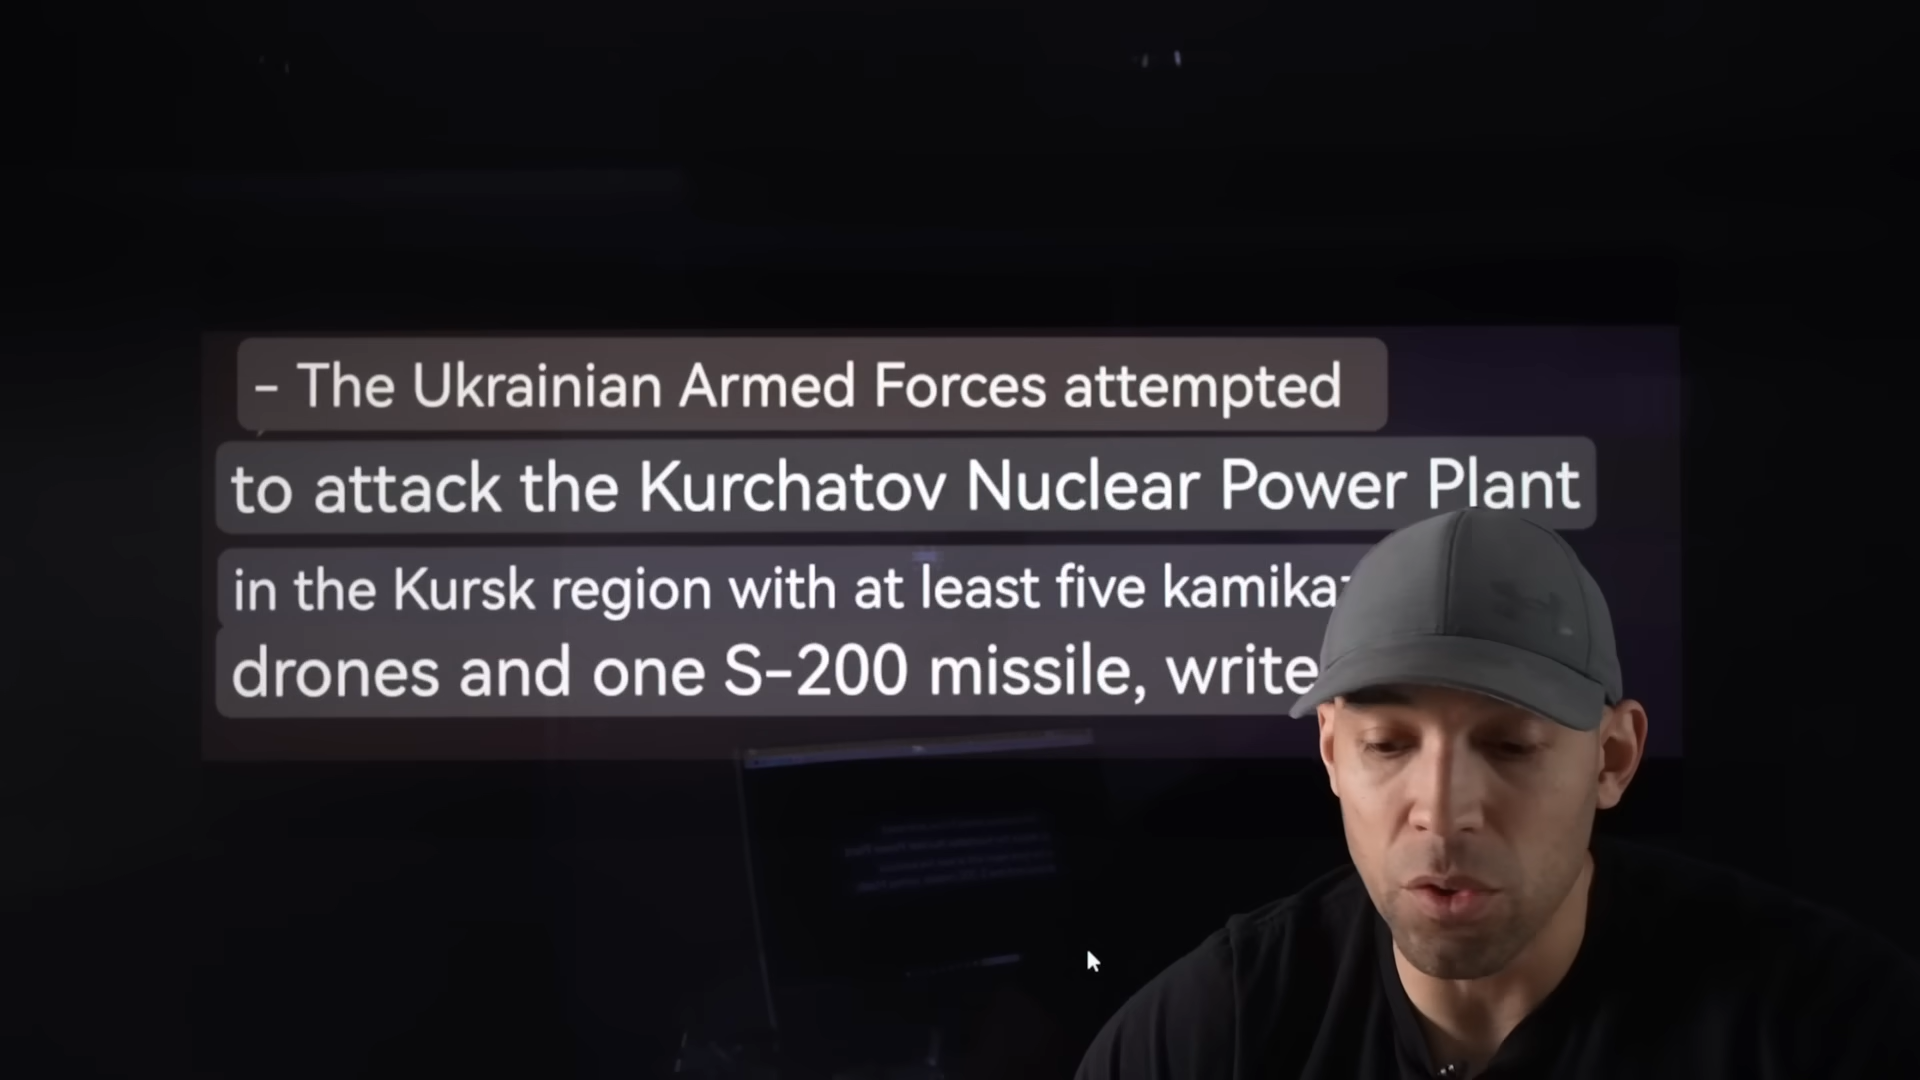 - The Ukrainian Armed Forces attempted
to attack the Kurchatov Nuclear Power Plant
in the Kursk region with at least five
drones and one S-200 missile,